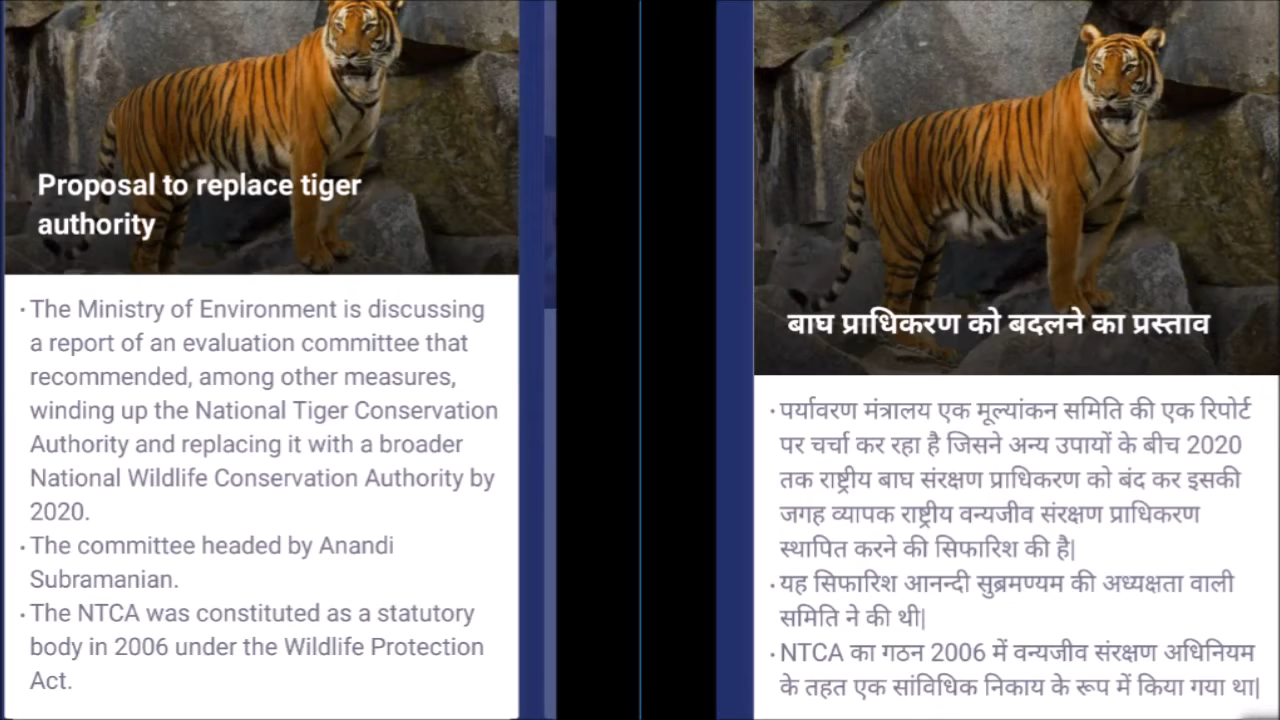 Proposal to replace tiger
authority
· The Ministry of Environment is discussing
a report of an evaluation committee that
recommended, among other measures,
winding up the National Tiger Conservation
Authority and replacing it with a broader
National Wildlife Conservation Authority by
2020.
· The committee headed by Anandi
Subramanian.
· The NTCA was constituted as a statutory
body in 2006 under the Wildlife Protection
Act.
बाघ प्राधिकरण को बदलने का प्रस्ताव
· पर्यावरण मंत्रालय एक मूल्यांकन समिति की एक रिपोर्ट
पर चर्चा कर रहा है जिसने अन्य उपायों के बीच 2020
तक राष्ट्रीय बाघ संरक्षण प्राधिकरण को बंद कर इसकी
जगह व्यापक राष्ट्रीय वन्यजीव संरक्षण प्राधिकरण
स्थापित करने की सिफारिश की है|
· यह सिफारिश आनन्दी सुब्रमण्यम की अध्यक्षता वाली
समिति ने की थी|
· NTCA का गठन 2006 में वन्यजीव संरक्षण अधिनियम
के तहत एक सांविधिक निकाय के रूप में किया गया था|